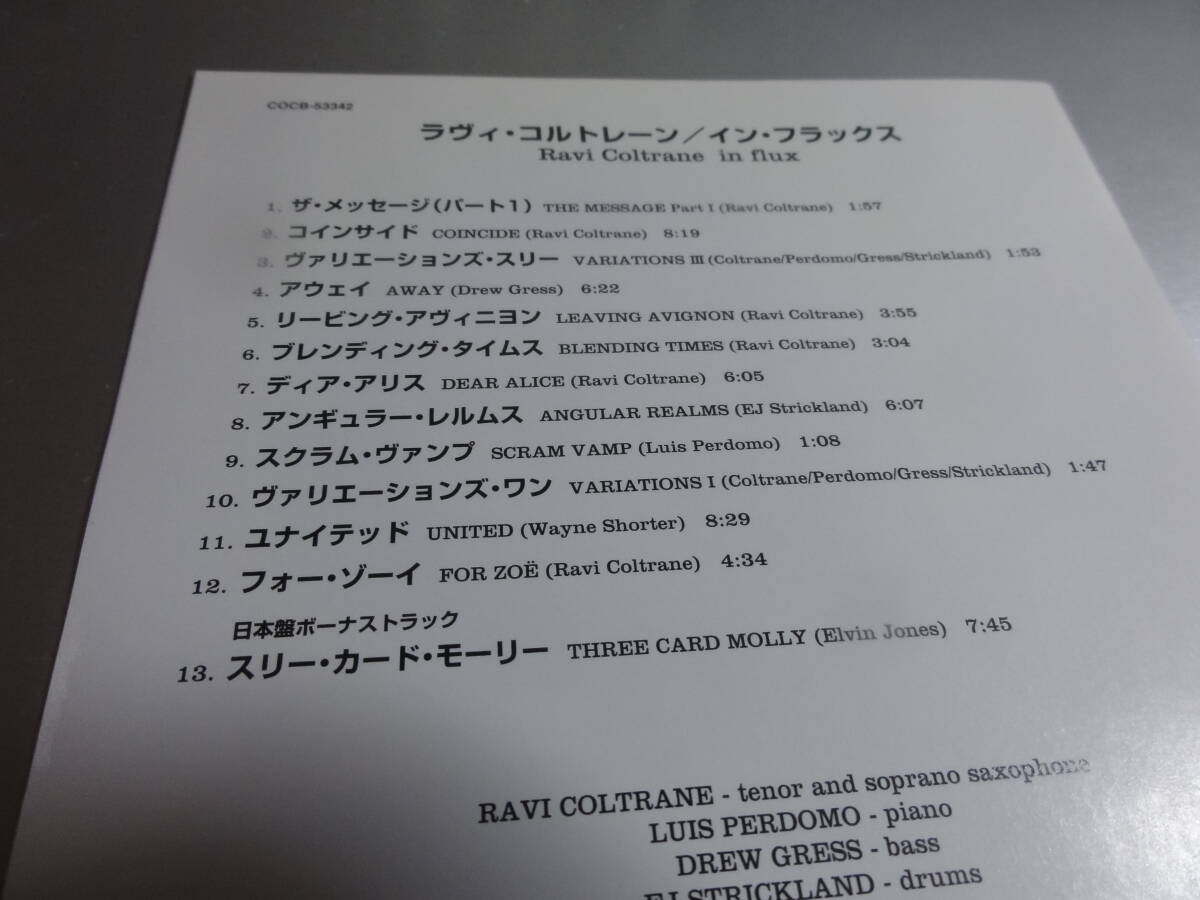 COCB-53342
ラヴィ・コルトレーン／イン・フラックス
Ravi Coltrane in flux
1. ザ・メッセージ(パート1) THE MESSAGE Part I (Ravi Coltrane) 1:57
2. コインサイド COINCIDE (Ravi Coltrane) 8:19
3. ヴァリエーションズ・スリー VARIATIONS III (Coltrane/Perdomo/Gress/Strickland) 1:53
4. アウェイ AWAY (Drew Gress) 6:22
5. リービング・アヴィニヨン LEAVING AVIGNON (Ravi Coltrane) 3:55
6. ブレンディング・タイムス BLENDING TIMES (Ravi Coltrane) 3:04
7. ディア・アリス DEAR ALICE (Ravi Coltrane) 6:05
8. アンギュラー・レルムス ANGULAR REALMS (EJ Strickland) 6:07
9. スクラム・ヴァンプ SCRAM VAMP (Luis Perdomo) 1:08
10. ヴァリエーションズ・ワン VARIATIONS I (Coltrane/Perdomo/Gress/Strickland) 1:47
11. ユナイテッド UNITED (Wayne Shorter) 8:29
12. フォー・ゾーイ FOR ZOË (Ravi Coltrane) 4:34
日本盤ボーナストラック
13. スリー・カード・モーリー THREE CARD MOLLY (Elvin Jones) 7:45
RAVI COLTRANE - tenor and soprano saxophone
LUIS PERDOMO - piano
DREW GRESS - bass
EJ STRICKLAND - drums